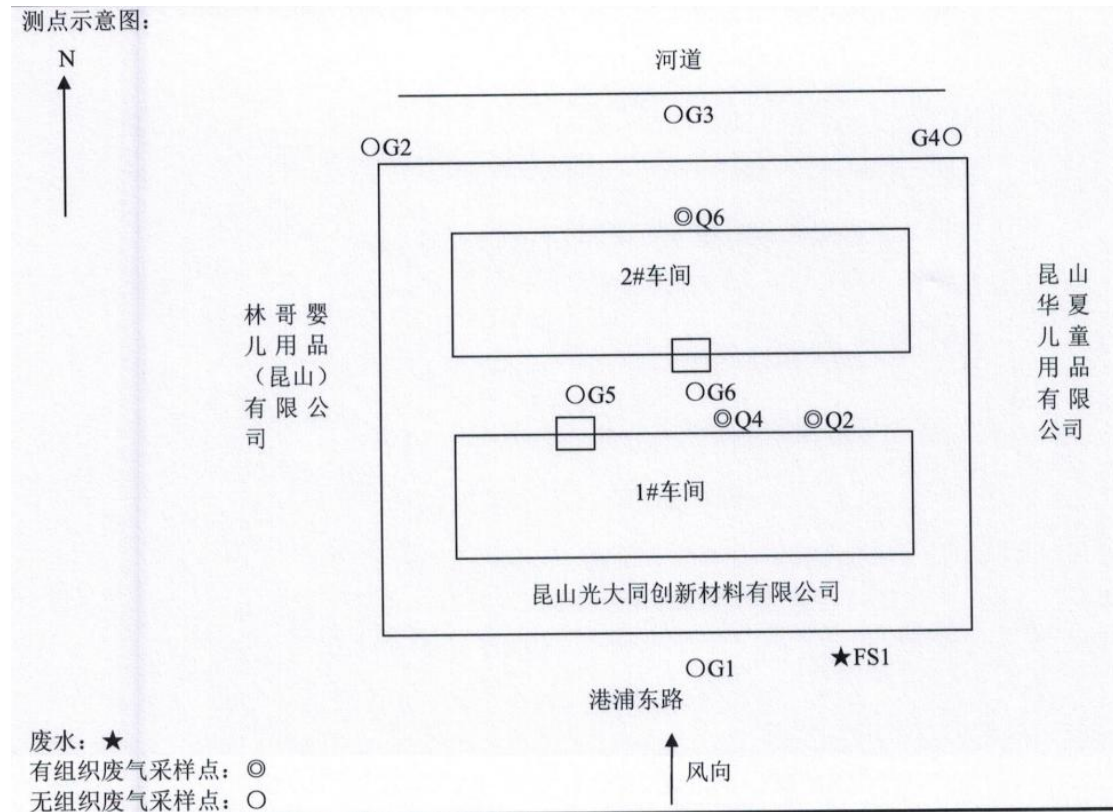 测点示意图:
N
河道
○G3
○G2
G4○
◎Q6
2#车间
林哥婴
儿用品
(昆山)
有限公
司
昆山
华夏
儿童
用品
有限
公司
○G5
○G6
◎Q4
◎Q2
1#车间
昆山光大同创新材料有限公司
★FS1
○G1
港浦东路
风向
废水:★
有组织废气采样点:◎
无组织废气采样点:○